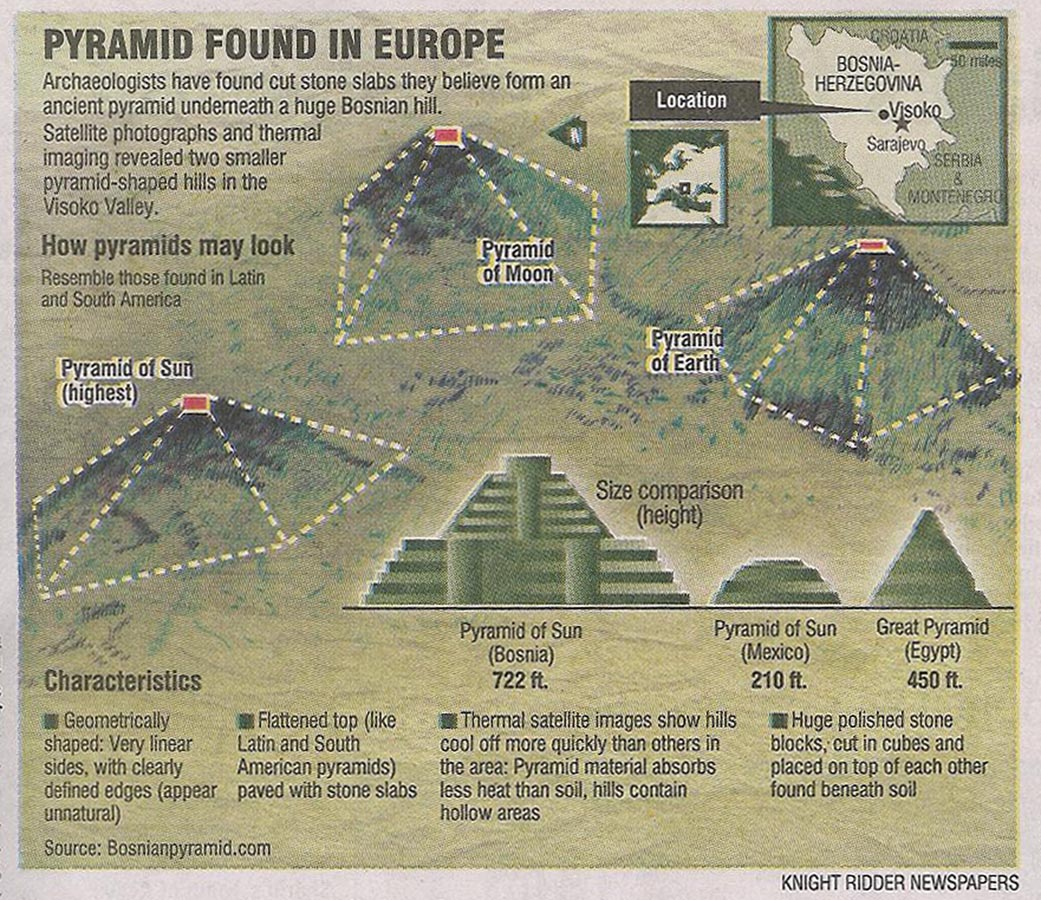 PYRAMID FOUND IN EUROPE
Archaeologists have found cut stone slabs they believe form an
ancient pyramid underneath a huge Bosnian hill.
Satellite photographs and thermal
imaging revealed two smaller
pyramid-shaped hills in the
Visoko Valley.
How pyramids may look
Resemble those found in Latin
and South America
N
Location
CROATIA
50 miles
BOSNIA-
HERZEGOVINA
Visoko
Sarajevo
SERBIA
&
MONTENEGRO
Pyramid
of Moon
Pyramid
of Earth
Pyramid of Sun
(highest)
Size comparison
(height)
Pyramid of Sun
(Bosnia)
722 ft.
Pyramid of Sun
(Mexico)
210 ft.
Great Pyramid
(Egypt)
450 ft.
Characteristics
Geometrically
shaped: Very linear
sides, with clearly
defined edges (appear
unnatural)
Flattened top (like
Latin and South
American pyramids)
paved with stone slabs
Thermal satellite images show hills
cool off more quickly than others in
the area: Pyramid material absorbs
less heat than soil, hills contain
hollow areas
Huge polished stone
blocks, cut in cubes and
placed on top of each other
found beneath soil
Source: Bosnianpyramid.com
KNIGHT RIDDER NEWSPAPERS